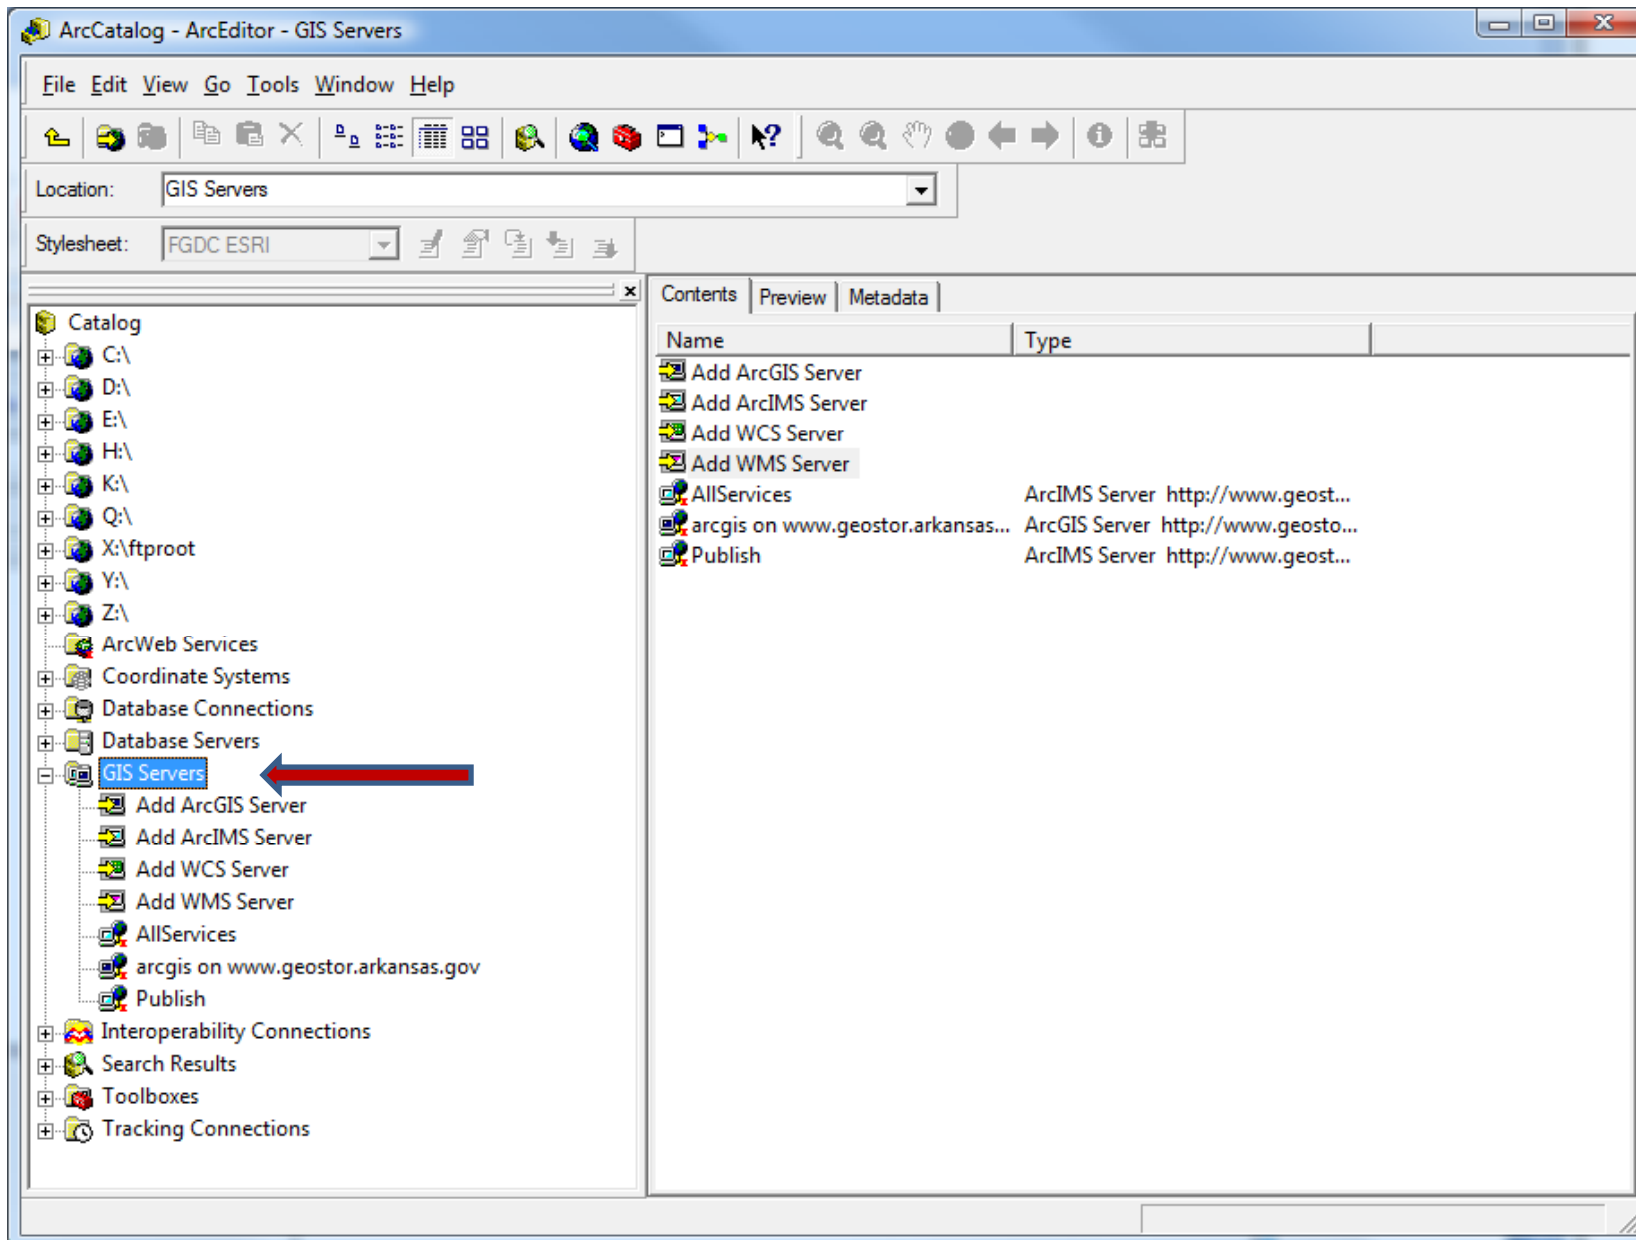 ArcCatalog - ArcEditor - GIS Servers
File Edit View Go Tools Window Help
Location: GIS Servers
Stylesheet: FGDC ESRI
Catalog
C:\
D:\
E:\
H:\
K:\
Q:\
X:\ftproot
Y:\
Z:\
ArcWeb Services
Coordinate Systems
Database Connections
Database Servers
GIS Servers
Add ArcGIS Server
Add ArcIMS Server
Add WCS Server
Add WMS Server
AllServices
arcgis on www.geostor.arkansas.gov
Publish
Interoperability Connections
Search Results
Toolboxes
Tracking Connections
Contents Preview Metadata
Name Type
Add ArcGIS Server
Add ArcIMS Server
Add WCS Server
Add WMS Server
AllServices ArcIMS Server http://www.geost...
arcgis on www.geostor.arkansas... ArcGIS Server http://www.geosto...
Publish ArcIMS Server http://www.geost...